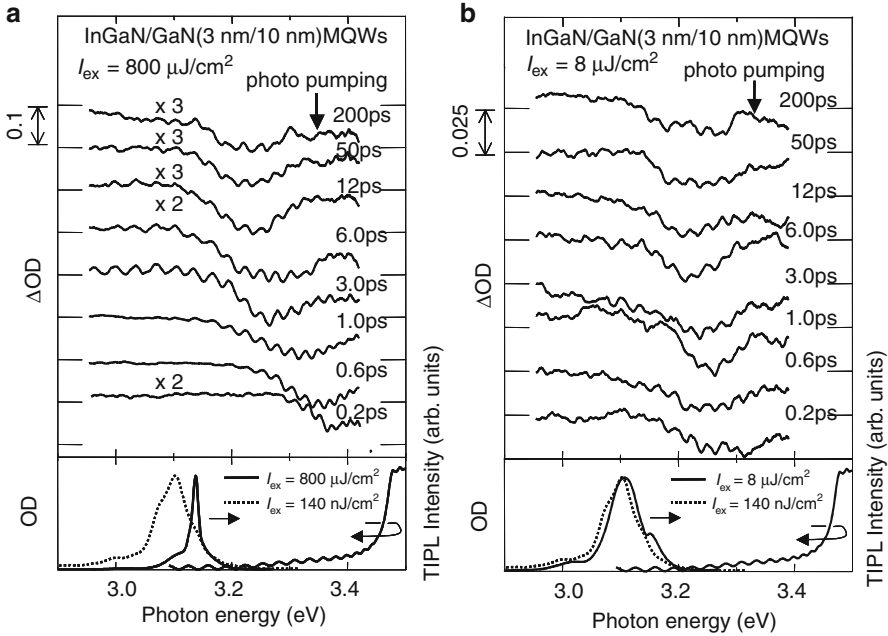 a
InGaN/GaN(3 nm/10 nm)MQWs
Iex = 800 μJ/cm2
photo pumping
0.1
x 3
200ps
x 3
50ps
x 3
12ps
x 2
6.0ps
3.0ps
1.0ps
0.6ps
x 2
0.2ps
ΔOD
OD
Iex = 800 μJ/cm2
Iex = 140 nJ/cm2
TIPL Intensity (arb. units)
3.0 3.2 3.4
Photon energy (eV)
b
InGaN/GaN(3 nm/10 nm)MQWs
Iex = 8 μJ/cm2
photo pumping
0.025
200ps
50ps
12ps
6.0ps
3.0ps
1.0ps
0.6ps
0.2ps
ΔOD
OD
Iex = 8 μJ/cm2
Iex = 140 nJ/cm2
TIPL Intensity (arb. units)
3.0 3.2 3.4
Photon energy (eV)